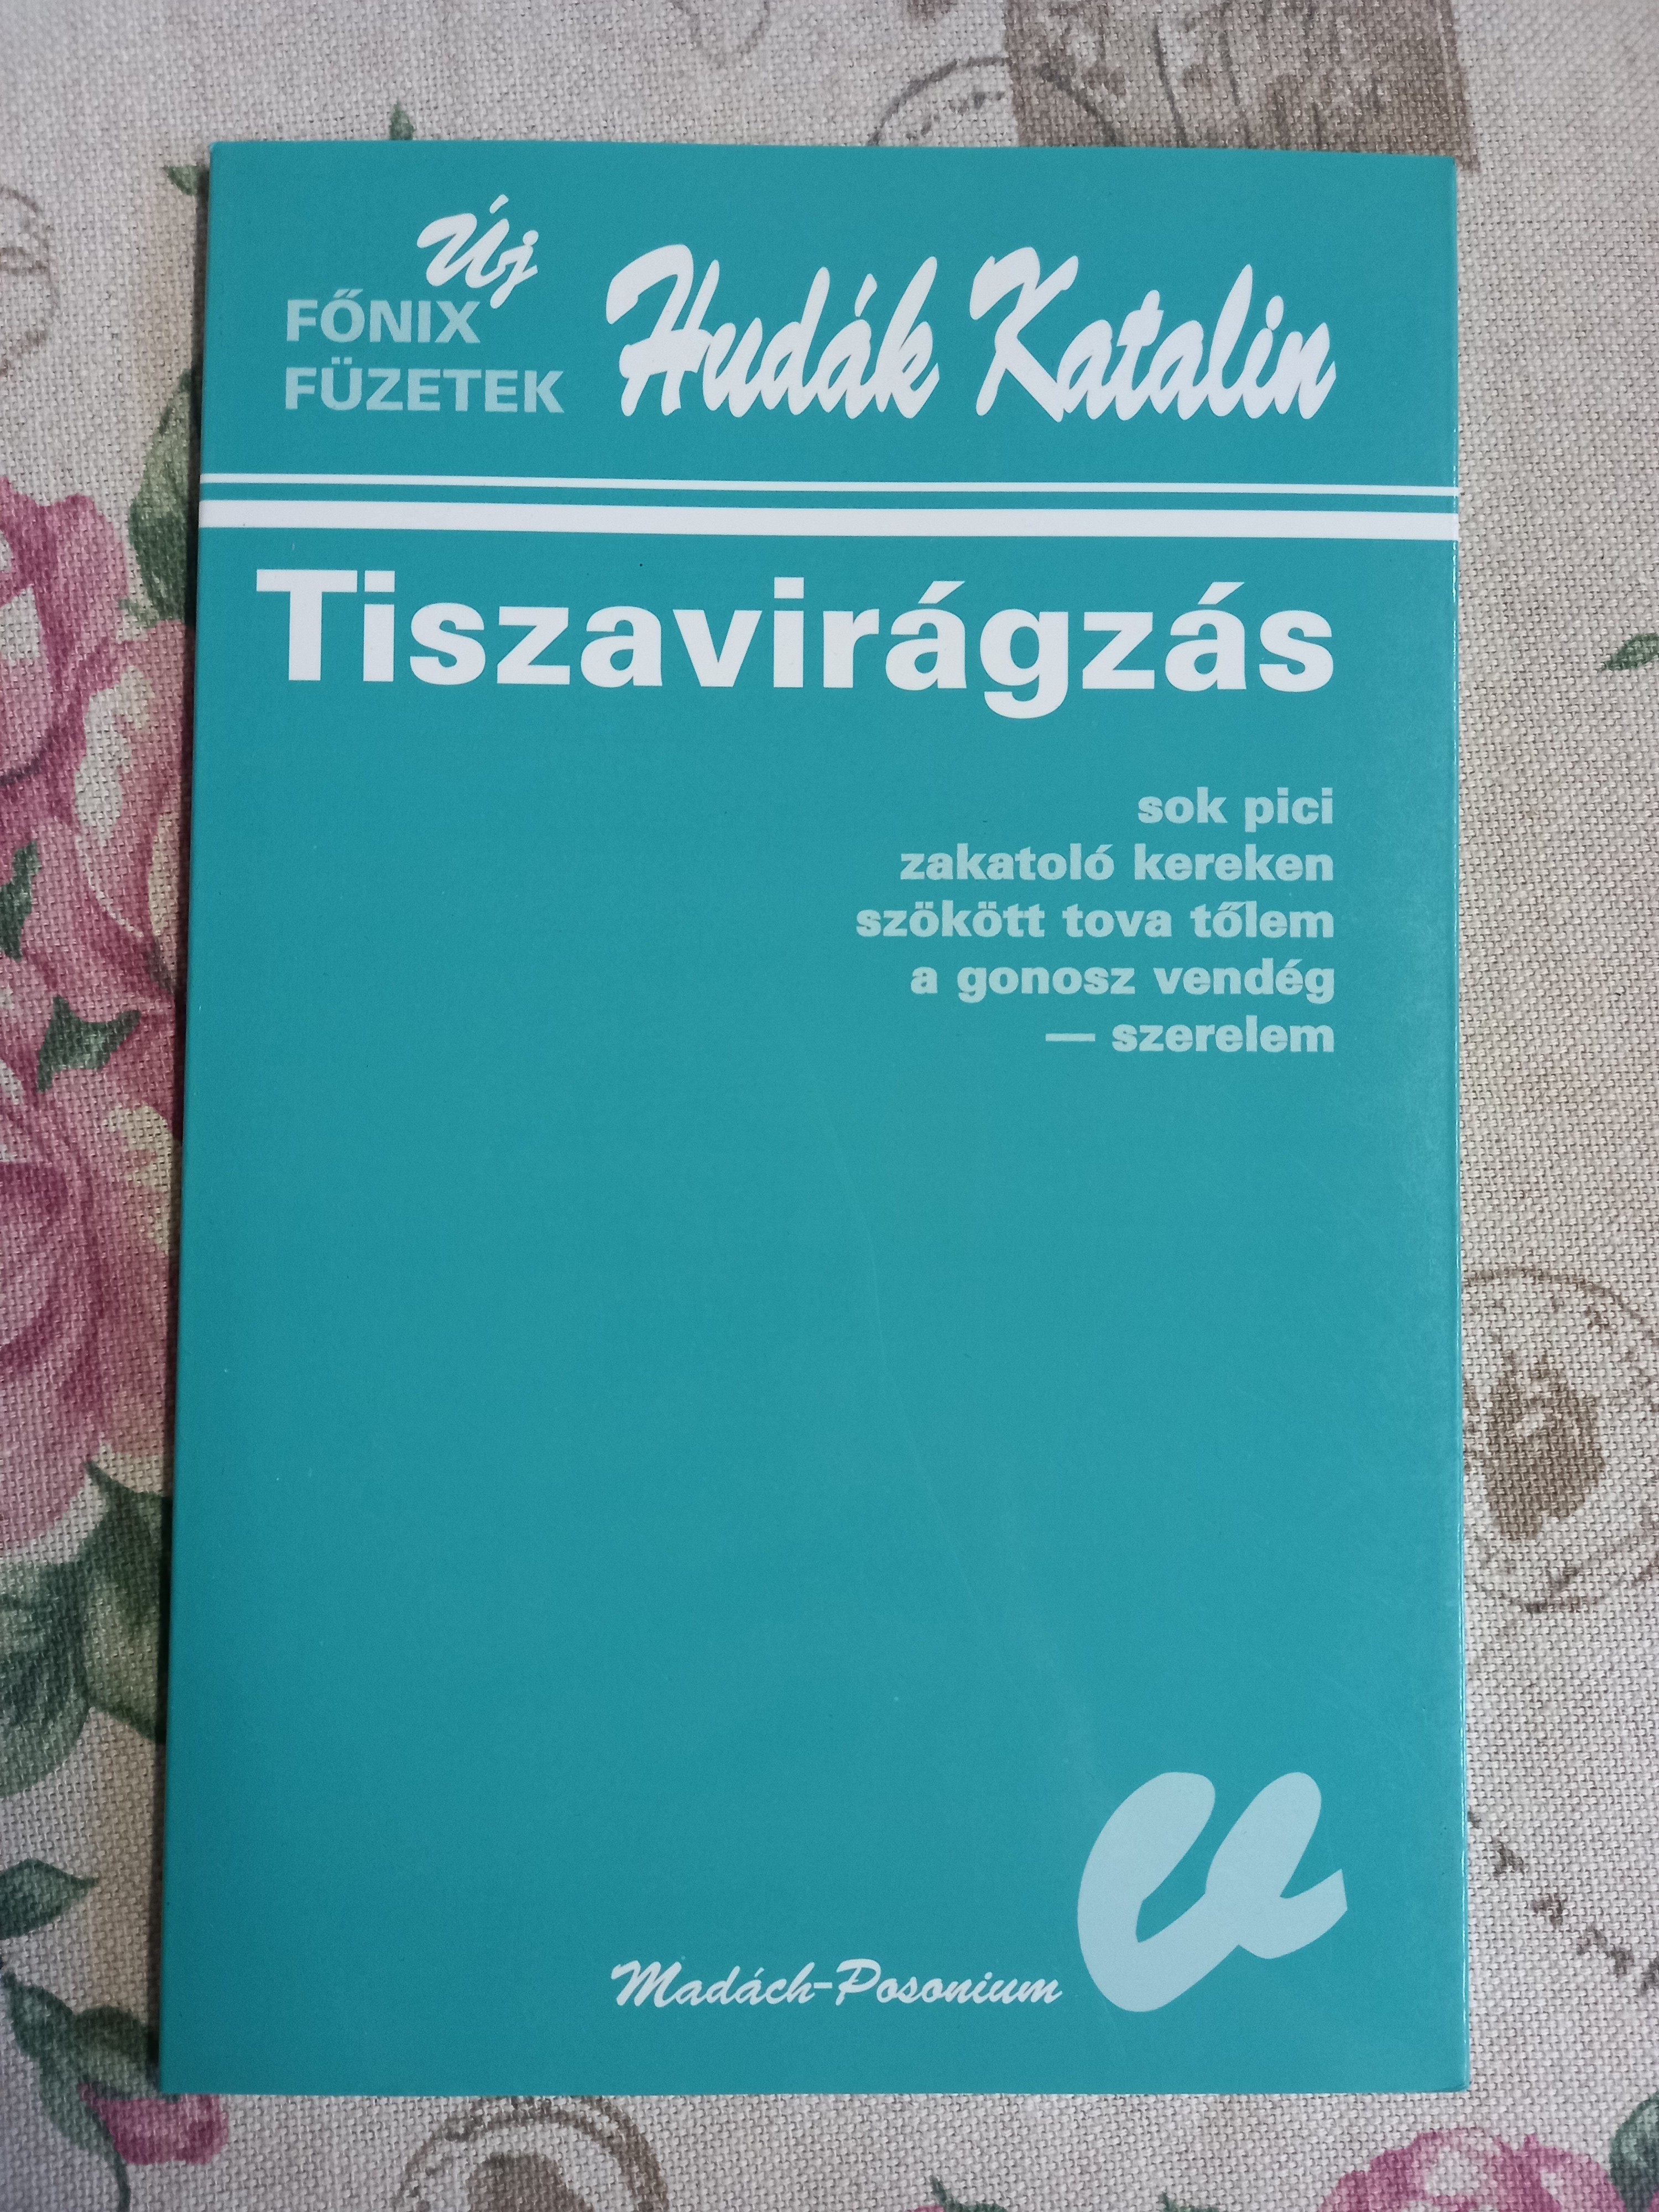 Új
FŐNIX
FÜZETEK
Hudák Katalin
Tiszavirágzás
sok pici
zakatoló kereken
szökött tova tőlem
a gonosz vendég
— szerelem
Madách-Posonium